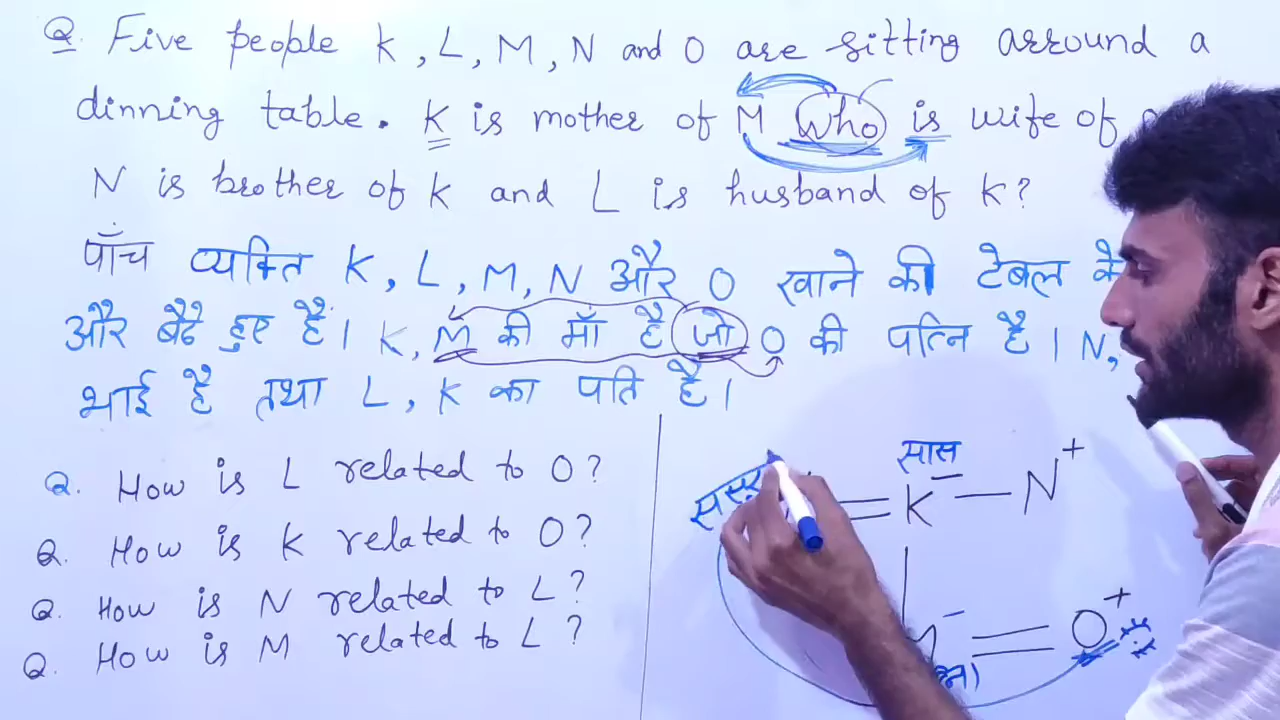 Q. Five people K, L, M, N and O are sitting arround a
dinning table. K is mother of M who is wife of
N is brother of K and L is husband of K?
पाँच व्यक्ति K, L, M, N और O खाने की टेबल के
और बैठे हुए है। K, M की माँ है जो O की पत्नि है। N,
भाई है तथा L, K का पति है।
Q. How is L related to O?
Q. How is K related to O?
Q. How is N related to L?
Q. How is M related to L?
ससुर सास
= K⁻ — N⁺
M⁻ = O⁺